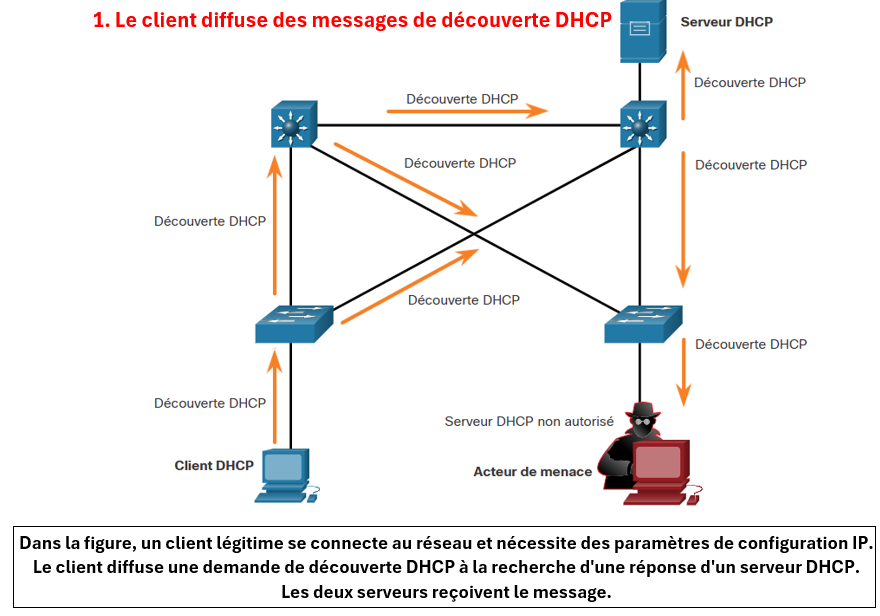 1. Le client diffuse des messages de découverte DHCP
Serveur DHCP
Découverte DHCP
Découverte DHCP
Découverte DHCP
Découverte DHCP
Découverte DHCP
Découverte DHCP
Découverte DHCP
Découverte DHCP
Serveur DHCP non autorisé
Client DHCP
Acteur de menace
Dans la figure, un client légitime se connecte au réseau et nécessite des paramètres de configuration IP.
Le client diffuse une demande de découverte DHCP à la recherche d'une réponse d'un serveur DHCP.
Les deux serveurs reçoivent le message.